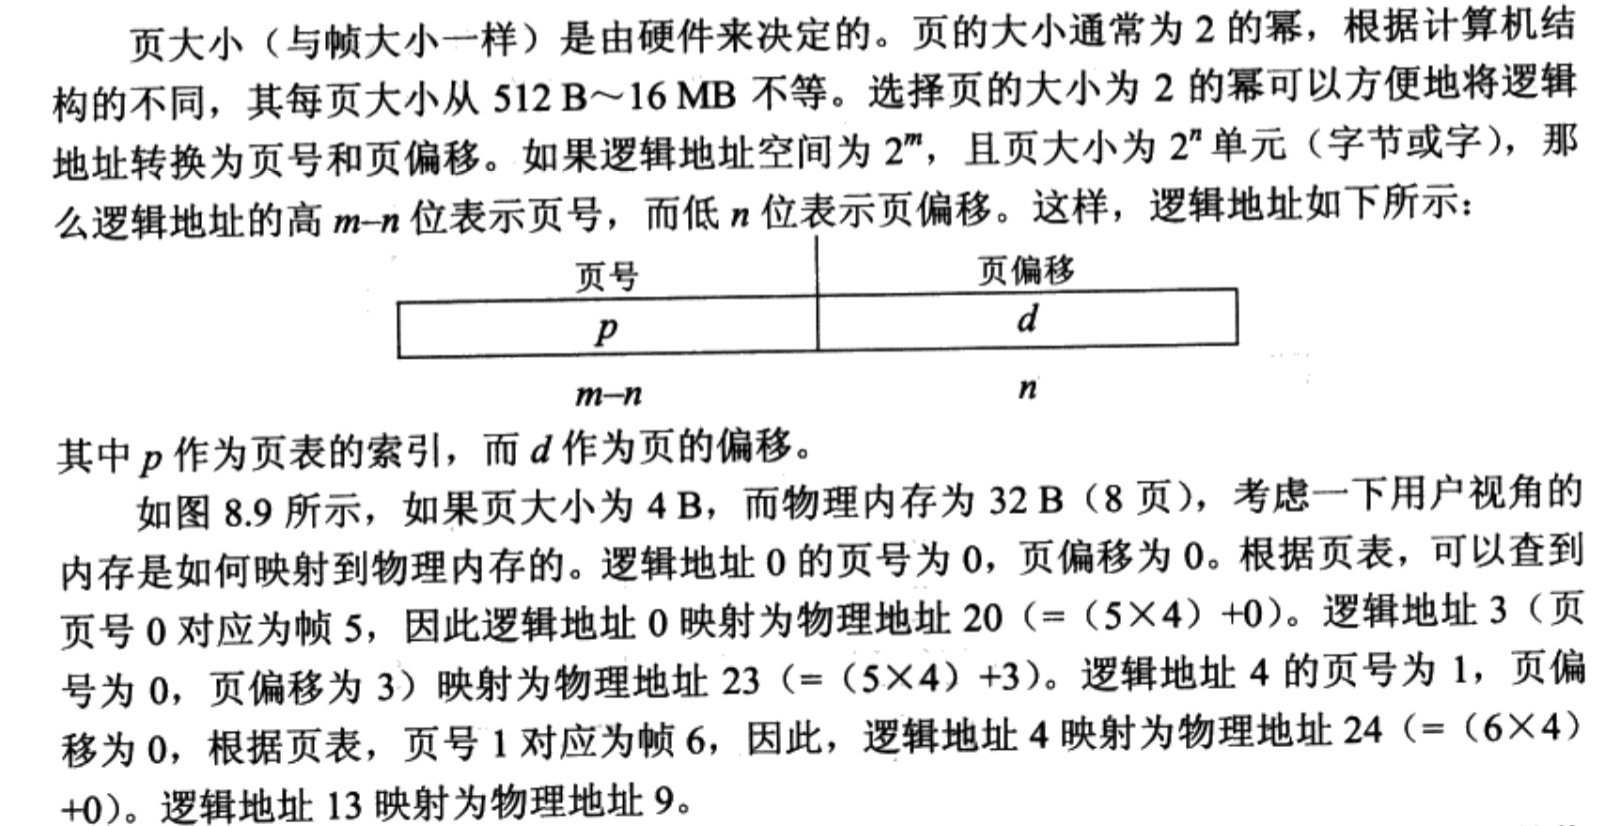 页大小（与帧大小一样）是由硬件来决定的。页的大小通常为 2 的幂，根据计算机结
构的不同，其每页大小从 512 B～16 MB 不等。选择页的大小为 2 的幂可以方便地将逻辑
地址转换为页号和页偏移。如果逻辑地址空间为 2ᵐ，且页大小为 2ⁿ 单元（字节或字），那
么逻辑地址的高 m–n 位表示页号，而低 n 位表示页偏移。这样，逻辑地址如下所示：
页号 页偏移
p d
m–n n
其中 p 作为页表的索引，而 d 作为页的偏移。
如图 8.9 所示，如果页大小为 4 B，而物理内存为 32 B（8 页），考虑一下用户视角的
内存是如何映射到物理内存的。逻辑地址 0 的页号为 0，页偏移为 0。根据页表，可以查到
页号 0 对应为帧 5，因此逻辑地址 0 映射为物理地址 20（=（5×4）+0）。逻辑地址 3（页
号为 0，页偏移为 3）映射为物理地址 23（=（5×4）+3）。逻辑地址 4 的页号为 1，页偏
移为 0，根据页表，页号 1 对应为帧 6，因此，逻辑地址 4 映射为物理地址 24（=（6×4）
+0）。逻辑地址 13 映射为物理地址 9。